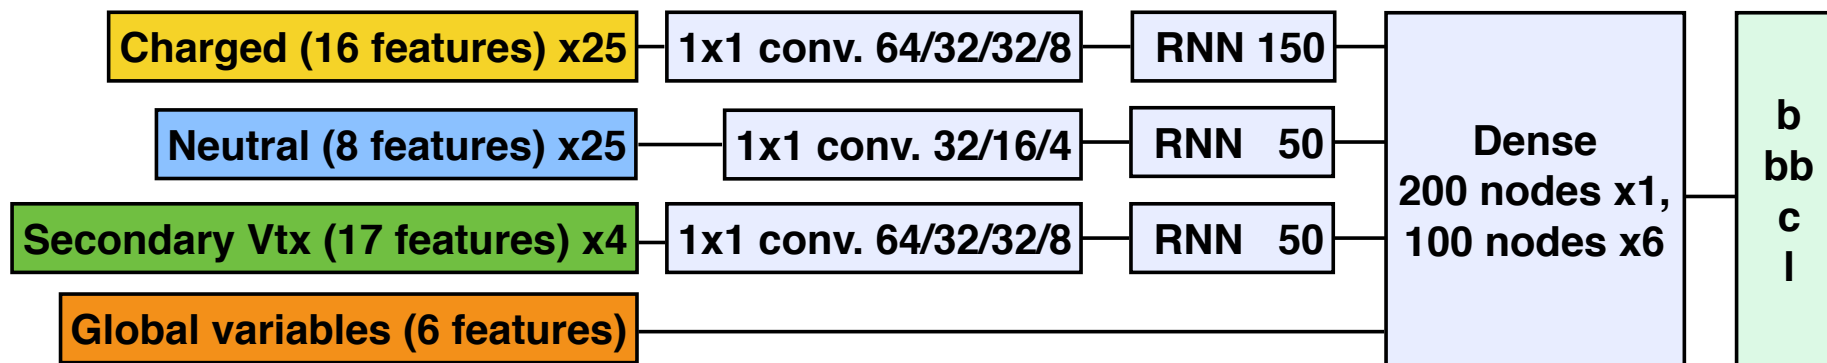 Charged (16 features) x25
1x1 conv. 64/32/32/8
RNN 150
Neutral (8 features) x25
1x1 conv. 32/16/4
RNN 50
Secondary Vtx (17 features) x4
1x1 conv. 64/32/32/8
RNN 50
Global variables (6 features)
Dense
200 nodes x1,
100 nodes x6
b
bb
c
l